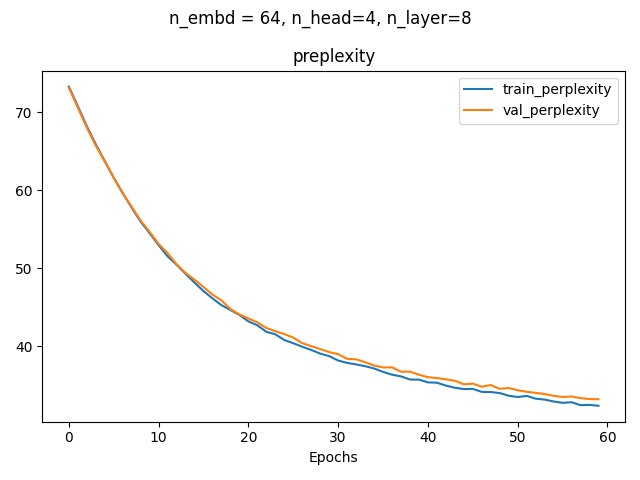 n_embd = 64, n_head=4, n_layer=8
preplexity
train_perplexity
val_perplexity
70
60
50
40
0 10 20 30 40 50 60
Epochs